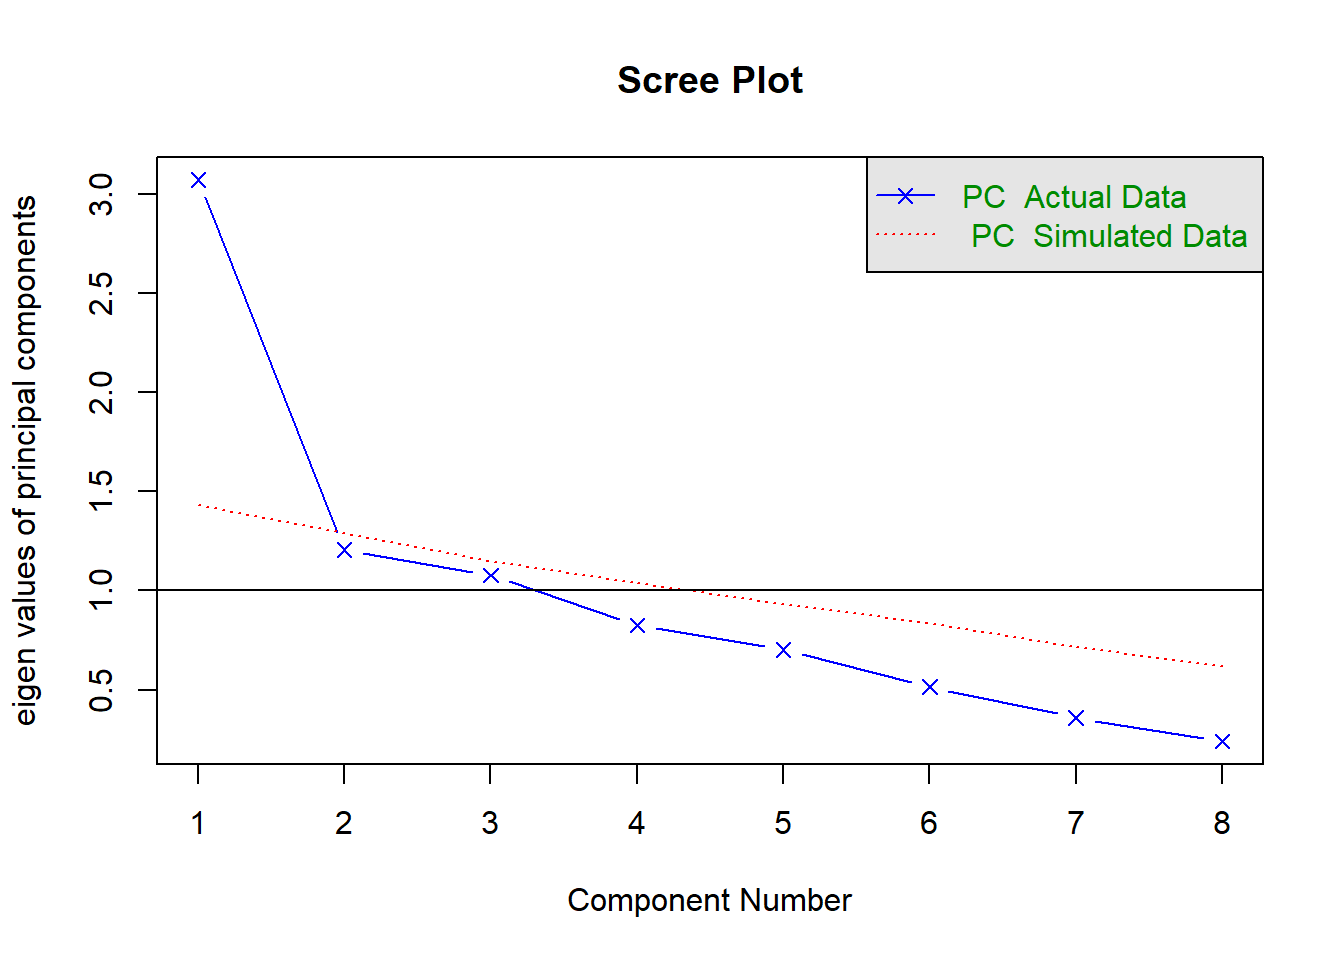 Scree Plot
PC  Actual Data
PC  Simulated Data
eigen values of principal components
3.0
2.5
2.0
1.5
1.0
0.5
1 2 3 4 5 6 7 8
Component Number